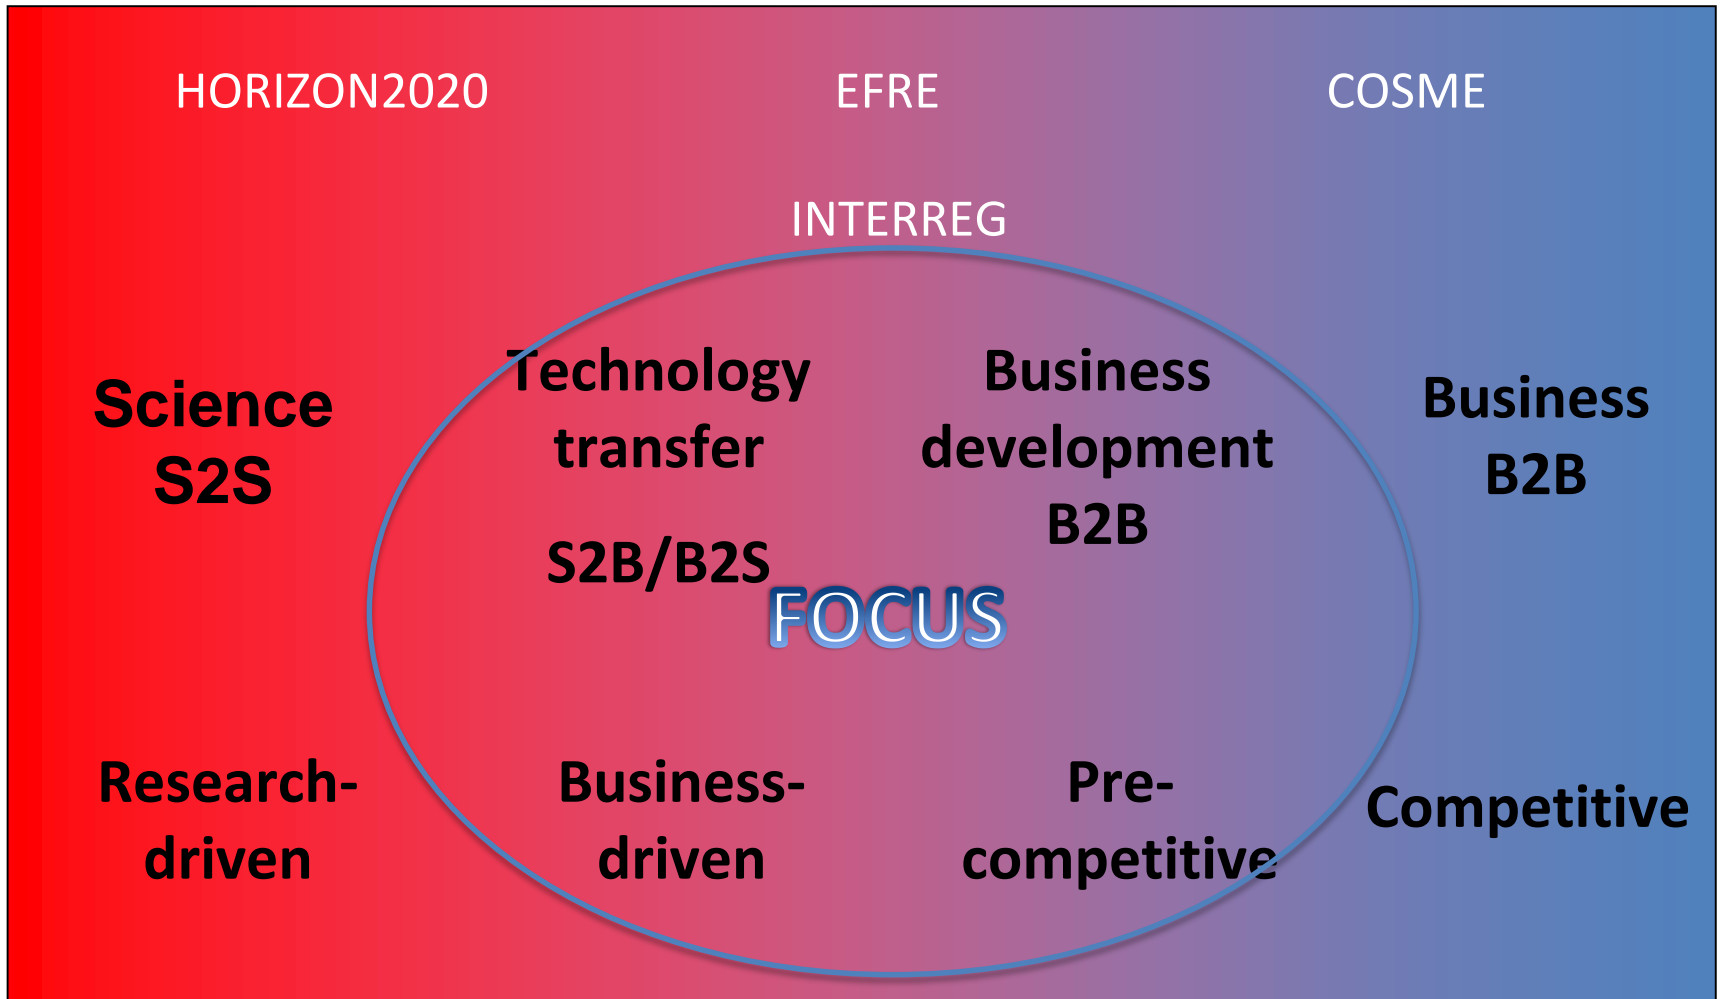 HORIZON2020
EFRE
COSME
INTERREG
Science
S2S
Technology
transfer
S2B/B2S
Business
development
B2B
Business
B2B
FOCUS
Research-
driven
Business-
driven
Pre-
competitive
Competitive